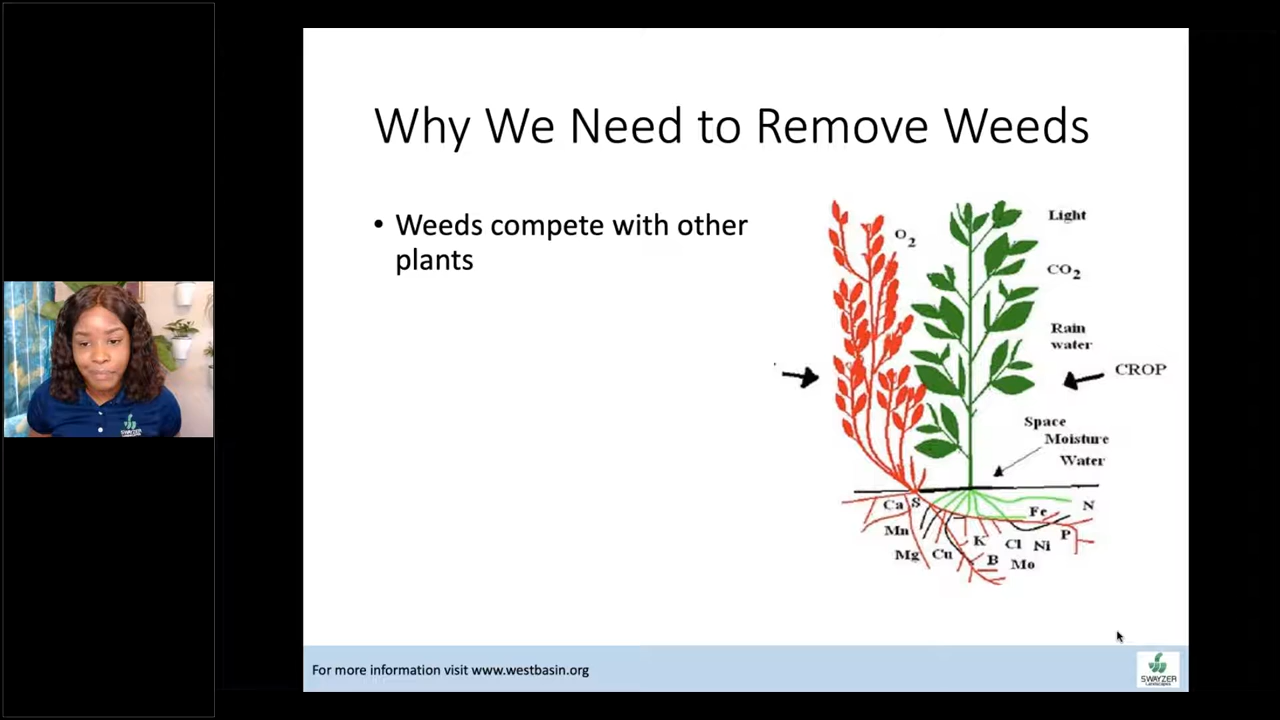 Why We Need to Remove Weeds
• Weeds compete with other
plants
O2
Light
CO2
Rain
water
CROP
Space
Moisture
Water
Ca
S
Fe
N
Mn
K
Cl
Ni
P
Mg
Cu
B
Mo
For more information visit www.westbasin.org
SWAYZER
SWAYZER